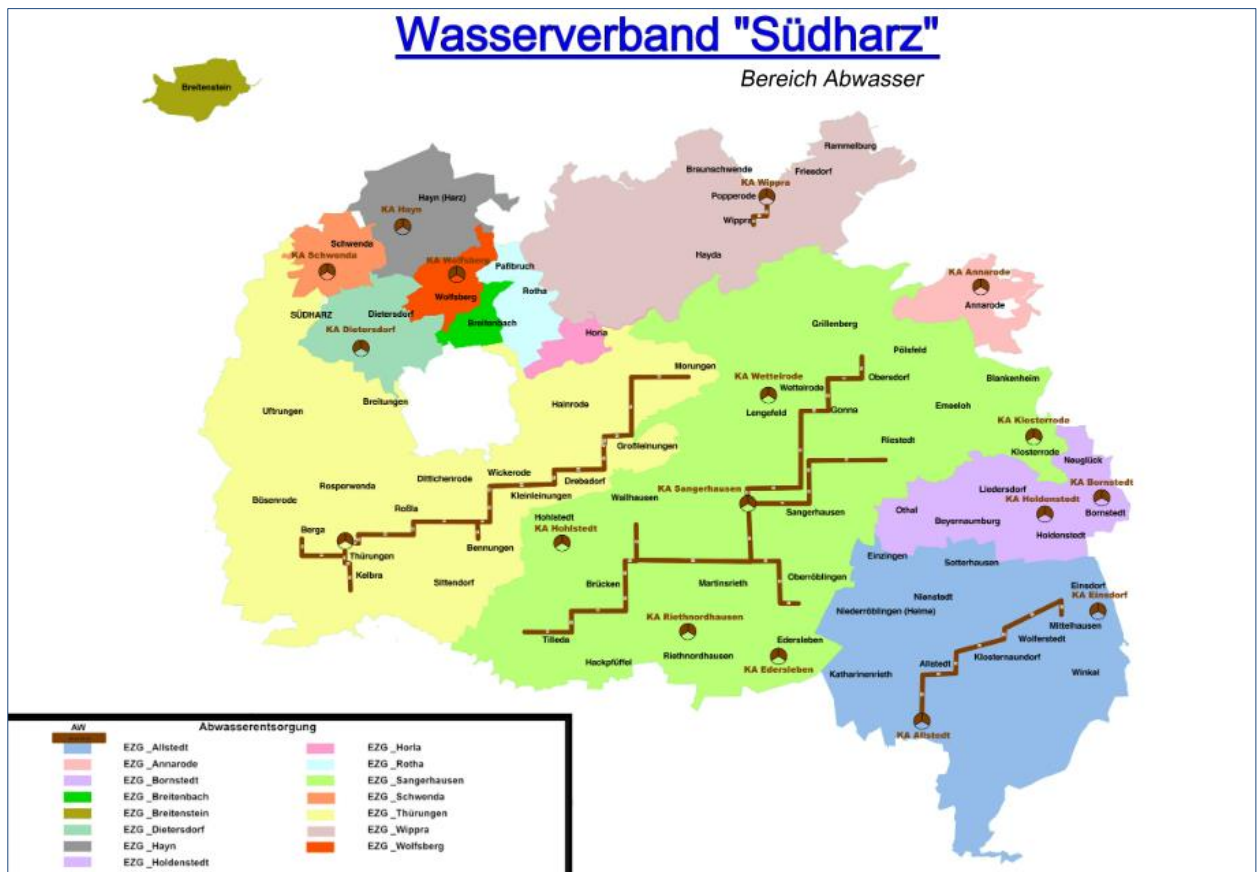 Wasserverband "Südharz"
Bereich Abwasser
Breitenstein
Rammelburg
Braunschwende
Friesdorf
KA Wippra
Popperode
Wippra
Hayda
Hayn (Harz)
KA Hayn
Schwenda
KA Schwenda
KA Wolfsberg
Wolfsberg
Paßbruch
Rotha
SÜDHARZ
Dietersdorf
KA Dietersdorf
Breitenbach
Horla
KA Annarode
Annarode
Grillenberg
Pölsfeld
Morungen
KA Wettelrode
Wettelrode
Obersdorf
Blankenheim
Uftrungen
Breitungen
Hainrode
Lengefeld
Gonna
Emseloh
KA Klosterrode
Klosterrode
Großleinungen
Riestedt
Neuglück
Wickerode
Dittichenrode
Drebsdorf
Rosperwenda
Kleinleinungen
Wallhausen
KA Sangerhausen
Sangerhausen
Liedersdorf
KA Bornstedt
Bornstedt
KA Holdenstedt
Holdenstedt
Othal
Beyernaumburg
Bösenrode
Roßla
Hohlstedt
KA Hohlstedt
Berga
Thürungen
Kelbra
Bennungen
Sittendorf
Brücken
Martinsrieth
Oberröblingen
Einzingen
Sotterhausen
Nienstedt
Niederröblingen (Helme)
Einsdorf
KA Einsdorf
Mittelhausen
Wolferstedt
Klosternaundorf
Allstedt
Winkal
Katharinenrieth
KA Riethnordhausen
Riethnordhausen
Tilleda
Hackpfüffel
Edersleben
KA Edersleben
KA Allstedt
AW
Abwasserentsorgung
EZG _Allstedt
EZG _Annarode
EZG _Bornstedt
EZG _Breitenbach
EZG _Breitenstein
EZG _Dietersdorf
EZG _Hayn
EZG _Holdenstedt
EZG _Horla
EZG _Rotha
EZG _Sangerhausen
EZG _Schwenda
EZG _Thürungen
EZG _Wippra
EZG _Wolfsberg